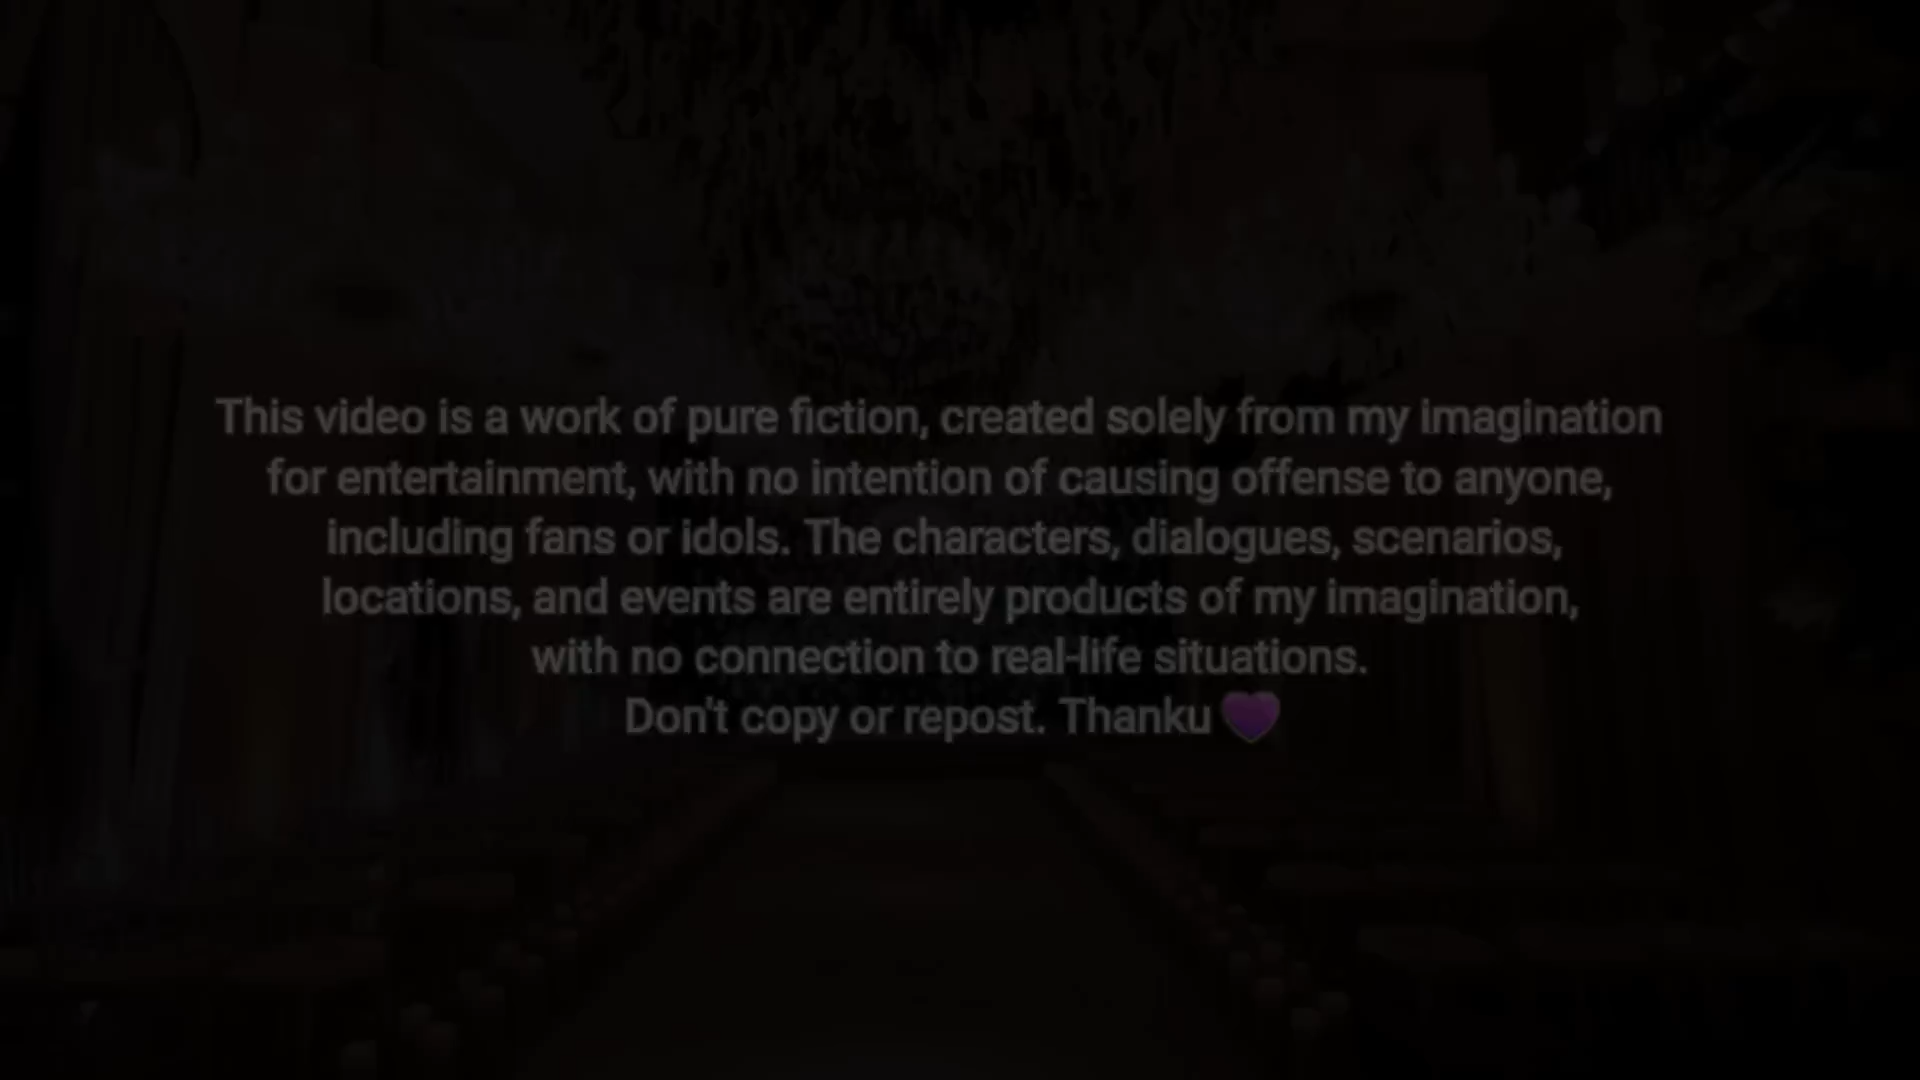 This video is a work of pure fiction, created solely from my imagination
for entertainment, with no intention of causing offense to anyone,
including fans or idols. The characters, dialogues, scenarios,
locations, and events are entirely products of my imagination,
with no connection to real-life situations.
Don't copy or repost. Thanku 💜